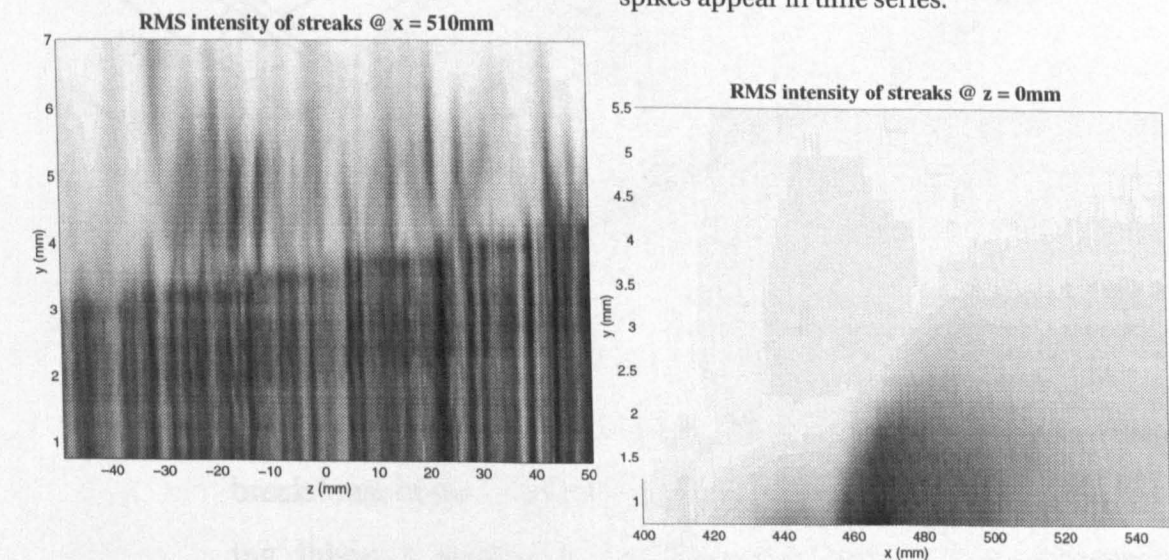 spikes appear in time series.
RMS intensity of streaks @ x = 510mm
7
6
5
4
3
2
1
y (mm)
−40 −30 −20 −10 0 10 20 30 40 50
z (mm)
RMS intensity of streaks @ z = 0mm
5.5
5
4.5
4
3.5
3
2.5
2
1.5
1
y (mm)
400 420 440 460 480 500 520 540
x (mm)